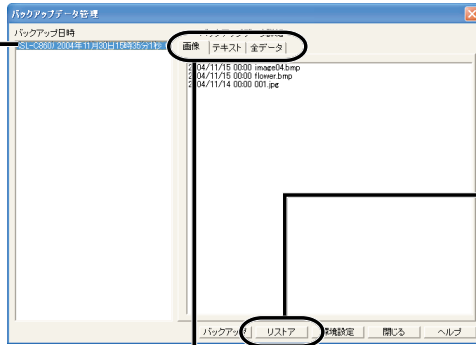 バックアップデータ管理
バックアップ日時
(SL-C860) 2004年11月30日15時35分1秒
画像 テキスト 全データ
04/11/15 00:00 image04.bmp
04/11/15 00:00 flower.bmp
04/11/14 00:00 001.jpg
バックアップ リストア 環境設定 閉じる ヘルプ